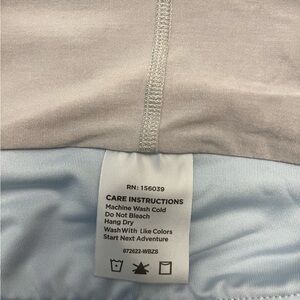 RN: 156039
CARE INSTRUCTIONS
Machine Wash Cold
Do Not Bleach
Hang Dry
Wash With Like Colors
Start Next Adventure
072622-WBZS